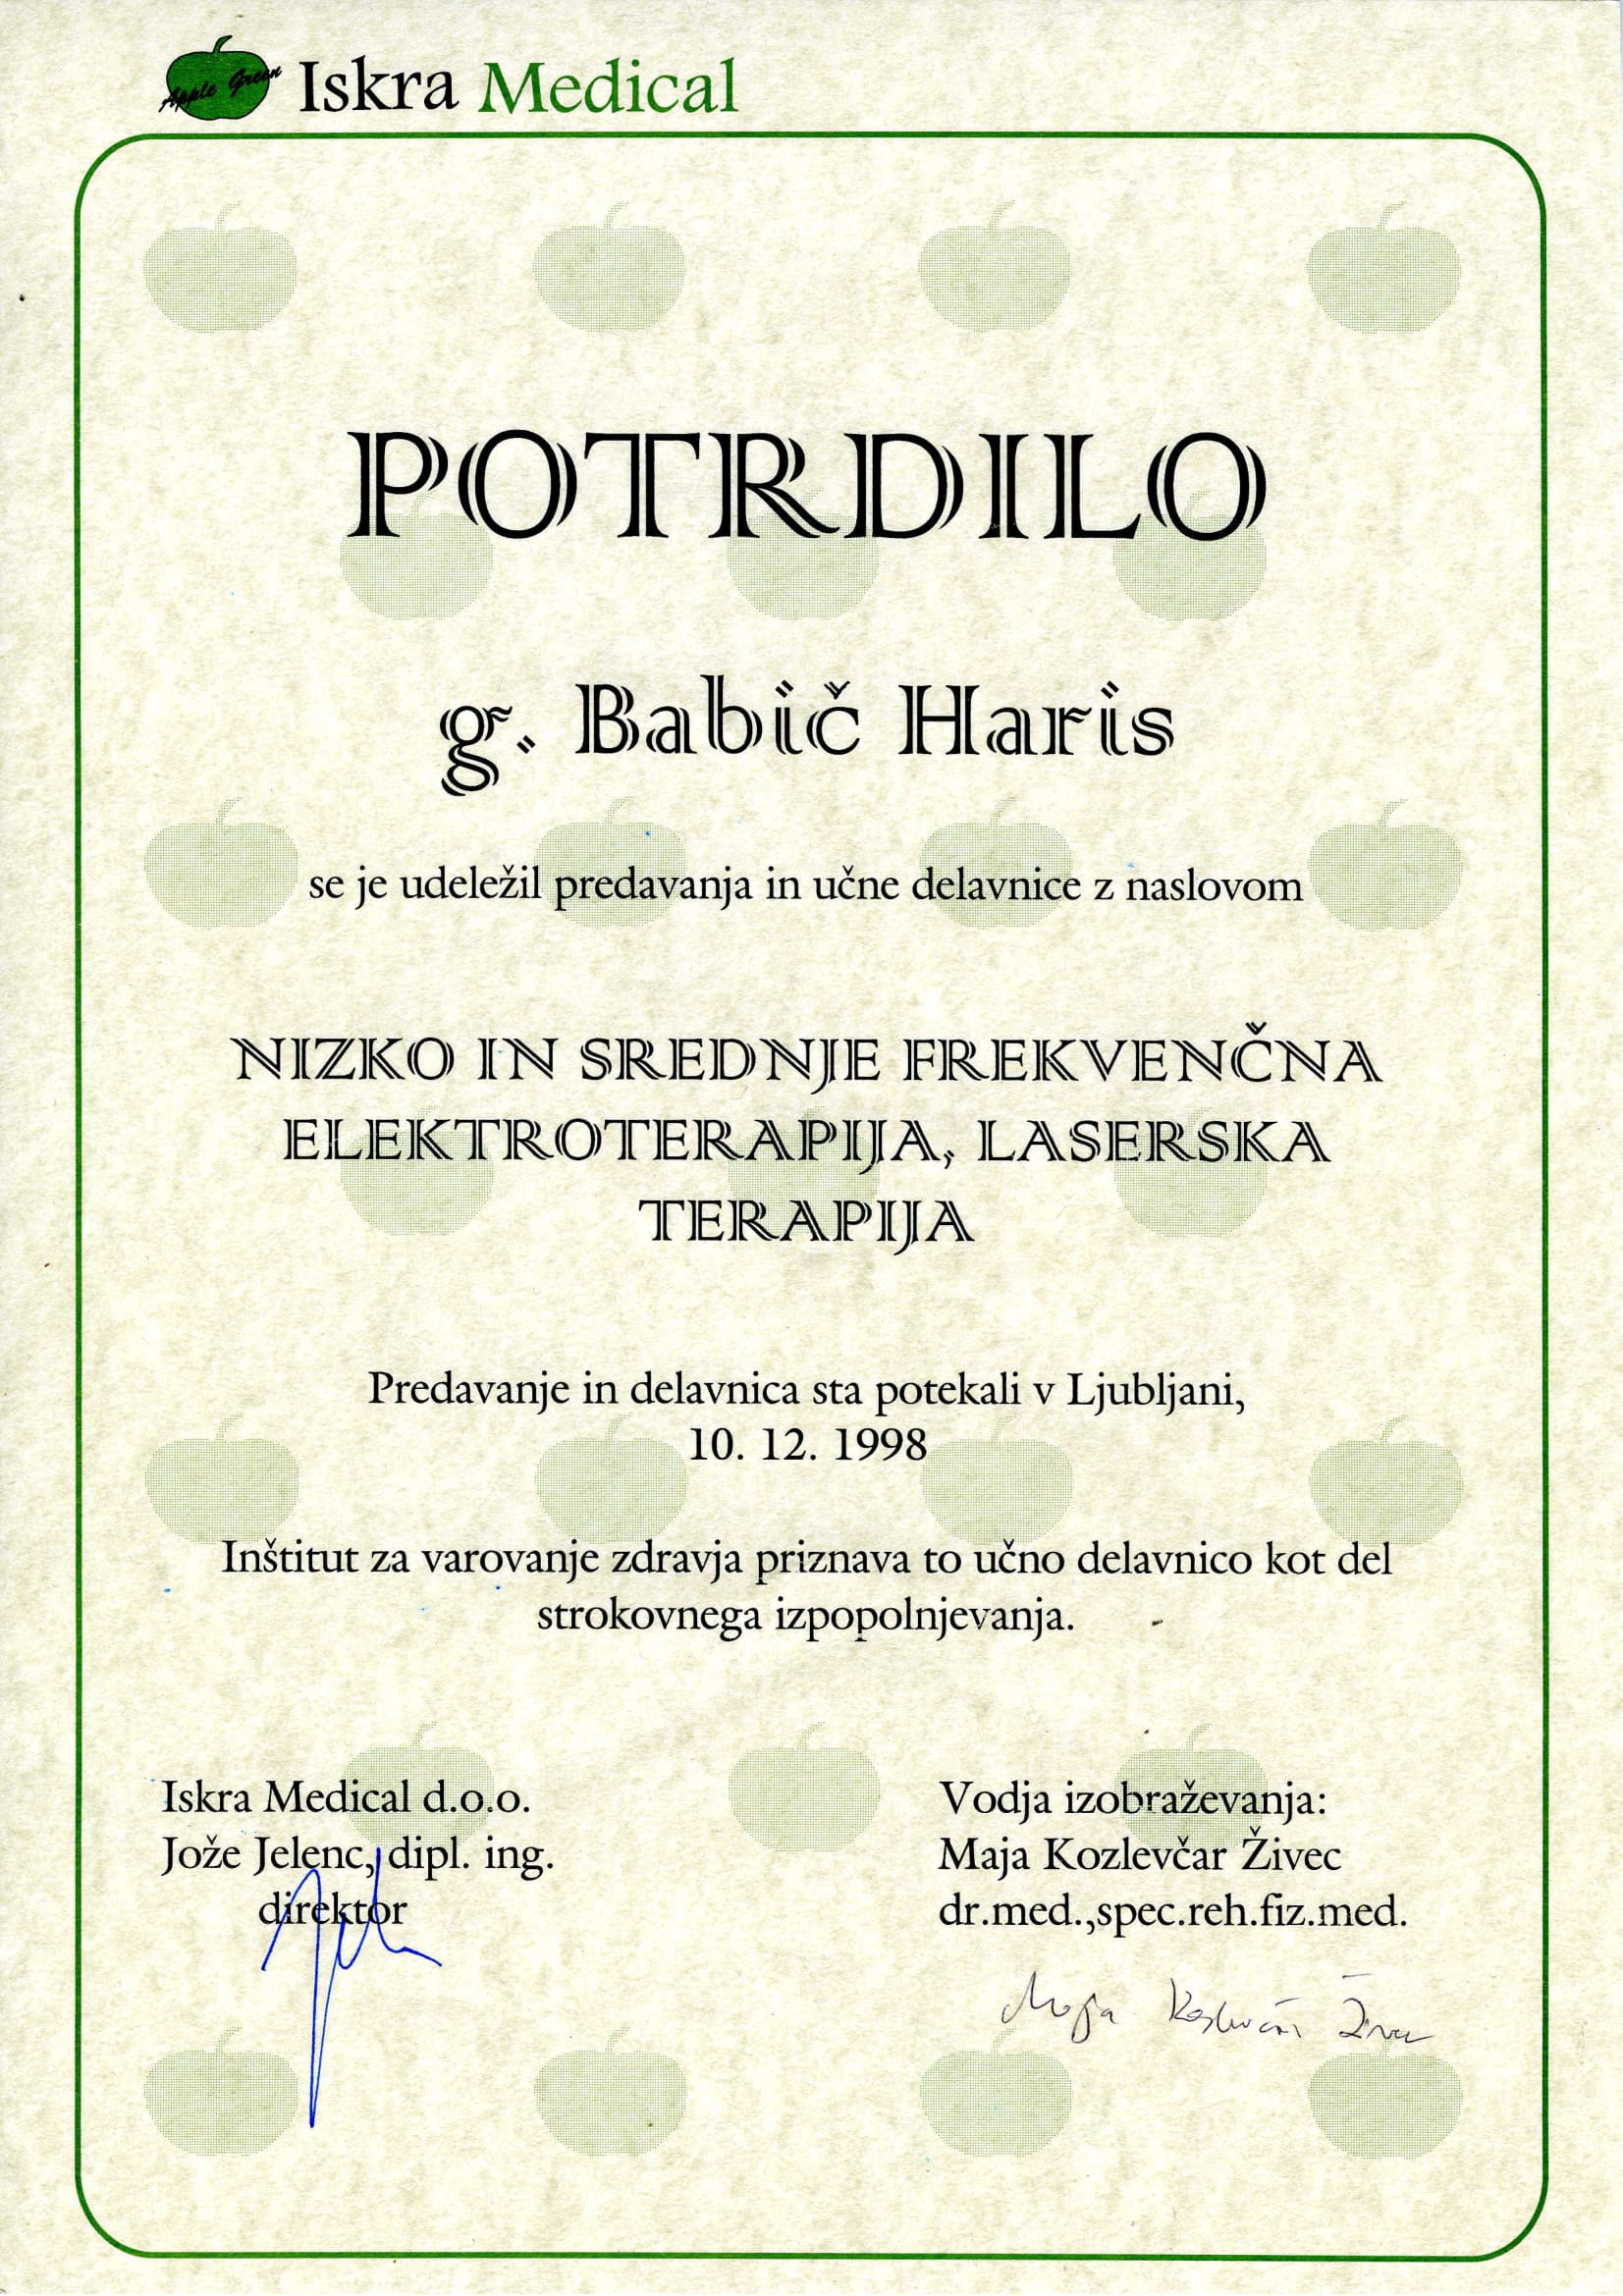 Apple Green Iskra Medical
POTRDILO
g. Babič Haris
se je udeležil predavanja in učne delavnice z naslovom
NIZKO IN SREDNJE FREKVENČNA
ELEKTROTERAPIJA, LASERSKA
TERAPIJA
Predavanje in delavnica sta potekali v Ljubljani,
10. 12. 1998
Inštitut za varovanje zdravja priznava to učno delavnico kot del
strokovnega izpopolnjevanja.
Iskra Medical d.o.o.
Jože Jelenc, dipl. ing.
direktor
Vodja izobraževanja:
Maja Kozlevčar Živec
dr.med.,spec.reh.fiz.med.
Maja Kozlevčar Živec